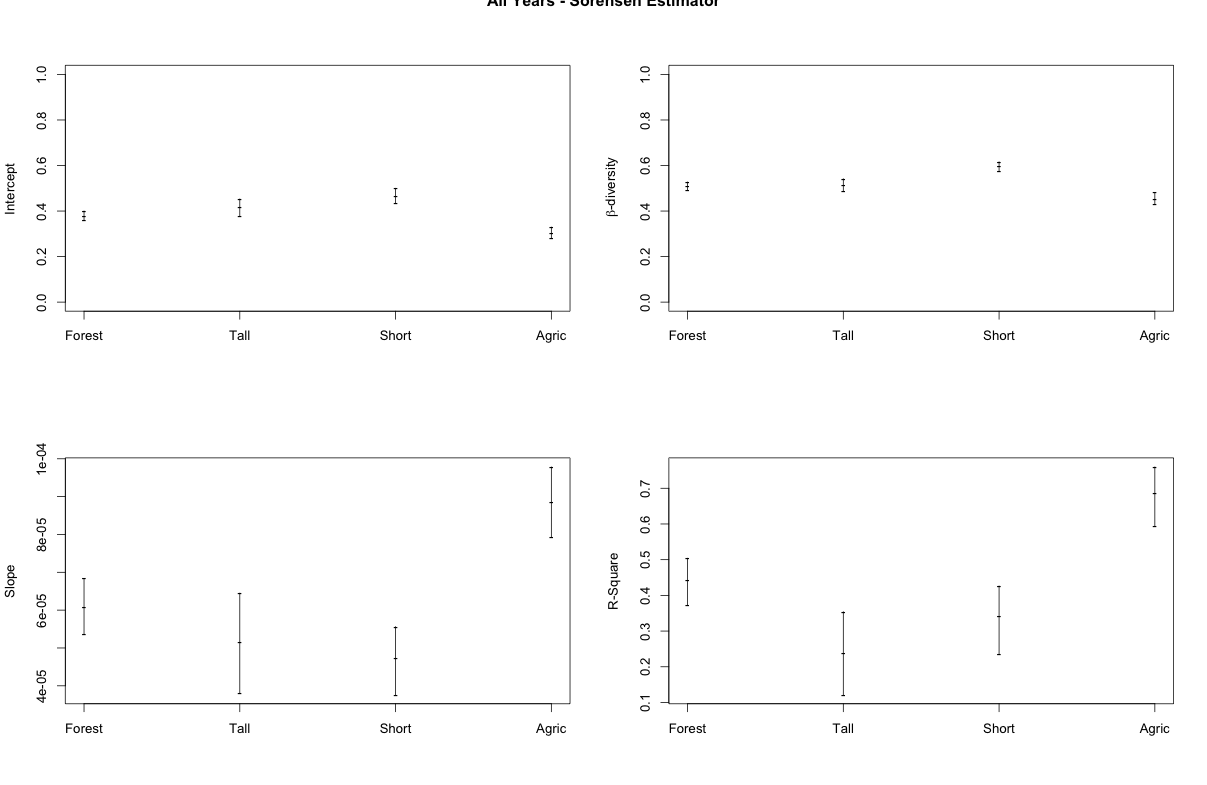 All Years - Sorensen Estimator
Intercept
0.0 0.2 0.4 0.6 0.8 1.0
Forest Tall Short Agric
β-diversity
0.0 0.2 0.4 0.6 0.8 1.0
Forest Tall Short Agric
Slope
4e-05 6e-05 8e-05 1e-04
Forest Tall Short Agric
R-Square
0.1 0.2 0.3 0.4 0.5 0.6 0.7
Forest Tall Short Agric